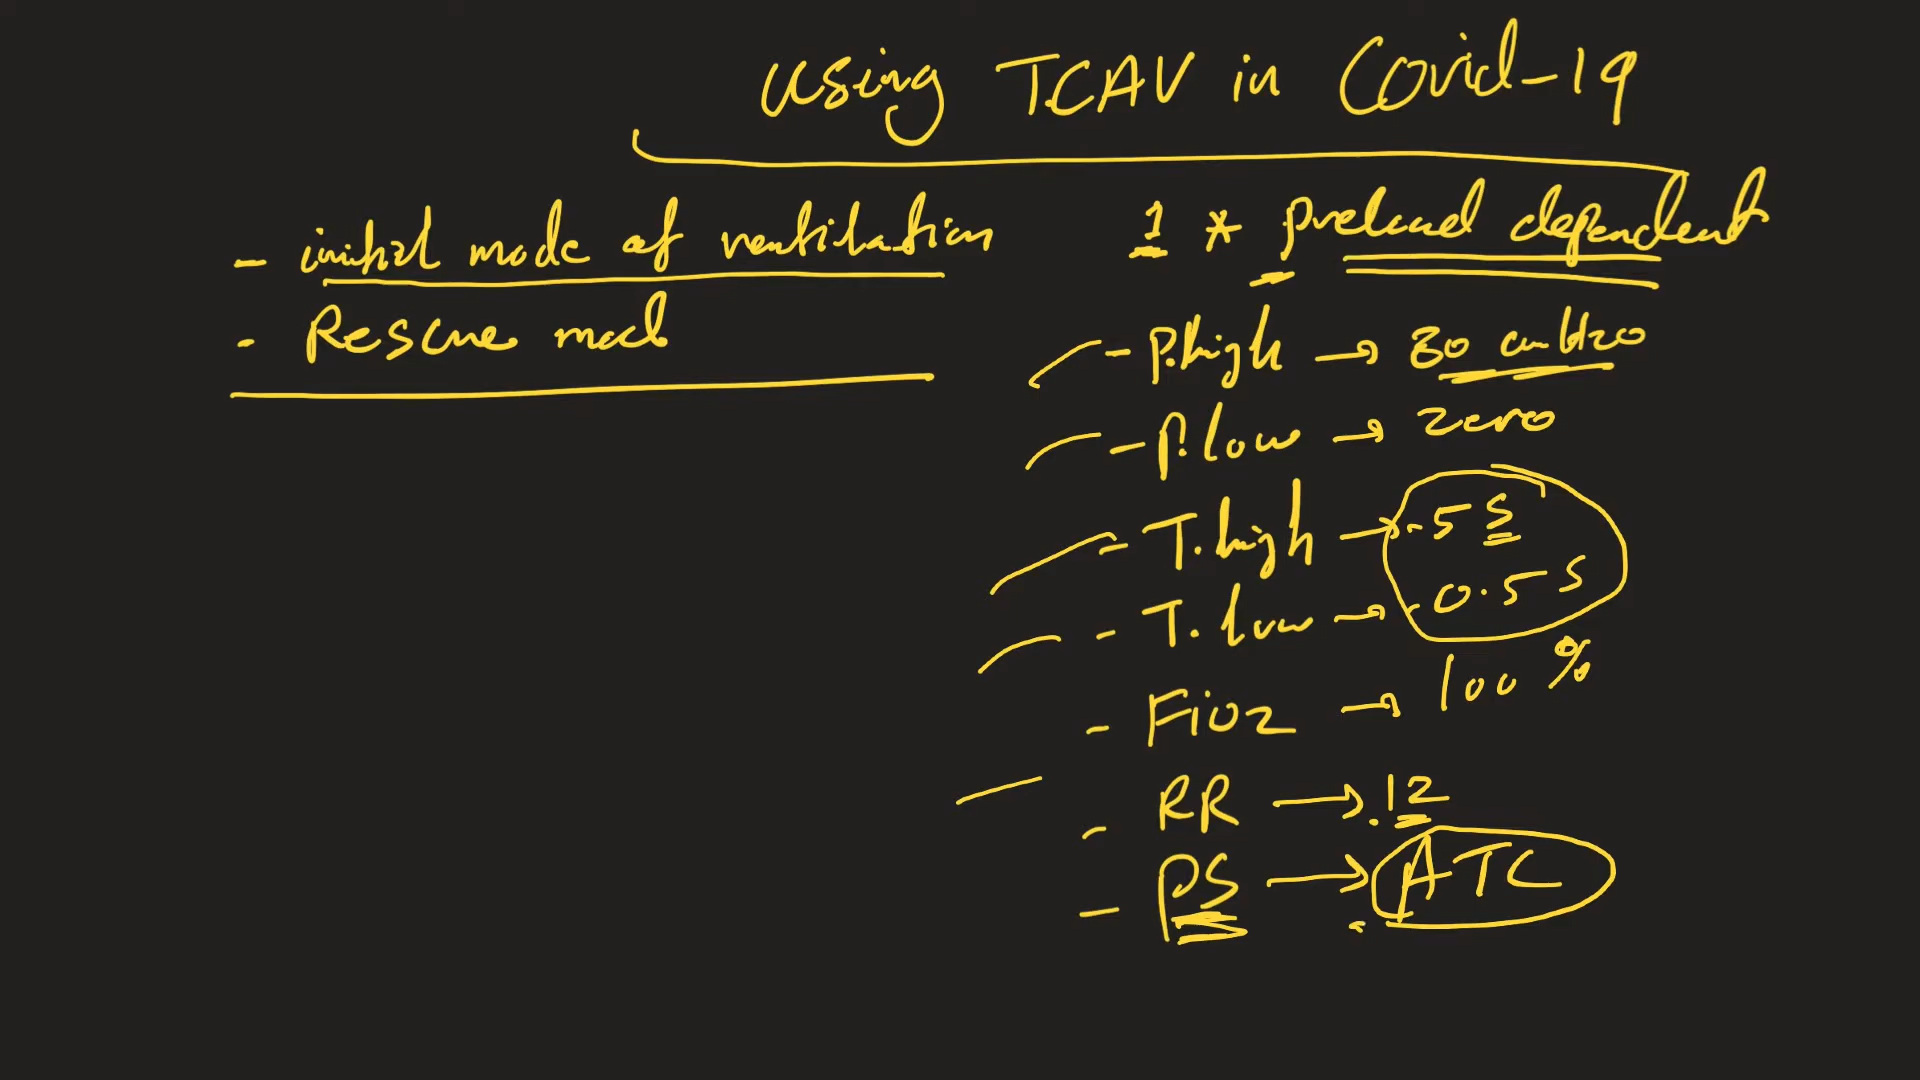 Using TCAV in Covid-19
- initial mode of ventilation
- Rescue mod
1 * preload dependent
- P.high → 30 cmH2O
- P.low → zero
- T.high → 5 s
- T.low → 0.5 s
- FiO2 → 100 %
- RR → 12
- PS → ATC